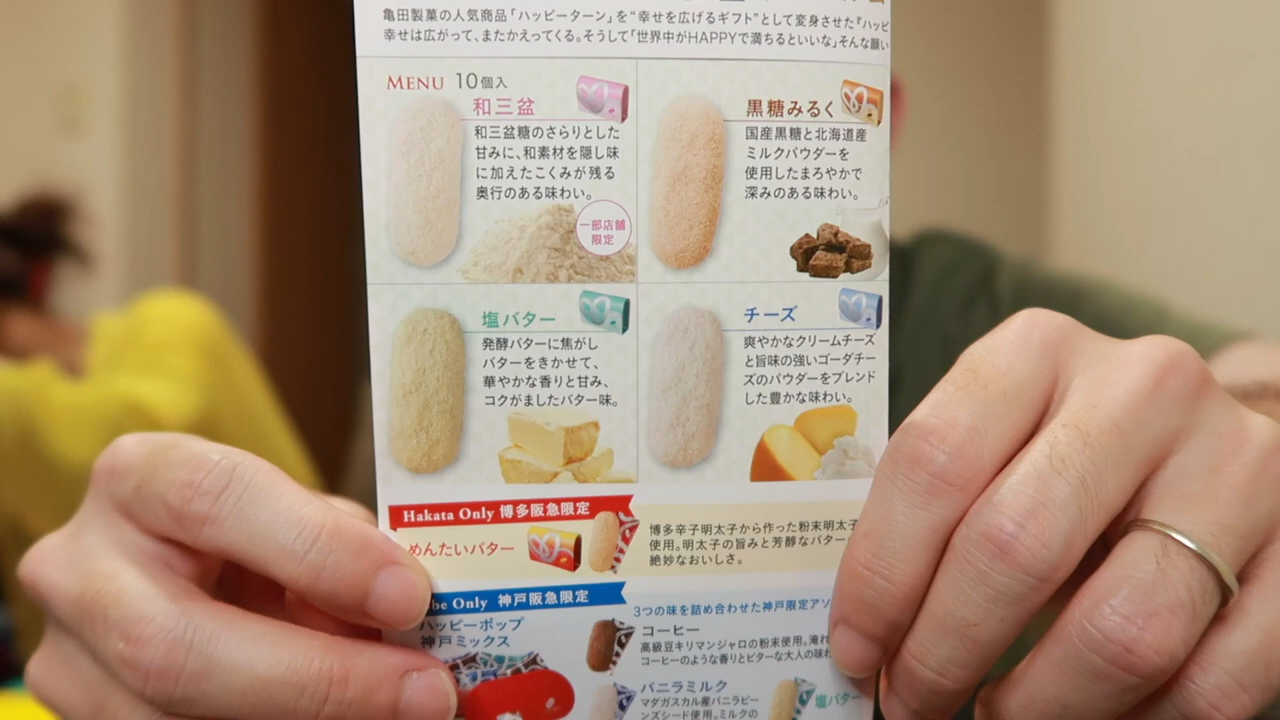 亀田製菓の人気商品「ハッピーターン」を“幸せを広げるギフト”として変身させた『ハッピ
幸せは広がって、またかえってくる。そうして「世界中がHAPPYで満ちるといいな」そんな願い
MENU 10個入
和三盆
和三盆糖のさらりとした
甘みに、和素材を隠し味
に加えたこくみが残る
奥行のある味わい。
一部店舗
限定
黒糖みるく
国産黒糖と北海道産
ミルクパウダーを
使用したまろやかで
深みのある味わい。
塩バター
発酵バターに焦がし
バターをきかせて、
華やかな香りと甘み、
コクがましたバター味。
チーズ
爽やかなクリームチーズ
と旨味の強いゴーダチー
ズのパウダーをブレンド
した豊かな味わい。
Hakata Only 博多阪急限定
めんたいバター
博多辛子明太子から作った粉末明太子
使用。明太子の旨みと芳醇なバター
絶妙なおいしさ。
be Only 神戸阪急限定
ハッピーポップ
神戸ミックス
3つの味を詰め合わせた神戸限定アソ
コーヒー
高級豆キリマンジャロの粉末使用。淹れ
コーヒーのような香りとビターな大人の味わ
バニラミルク
マダガスカル産バニラビー
ンズシード使用。ミルクの
塩バター